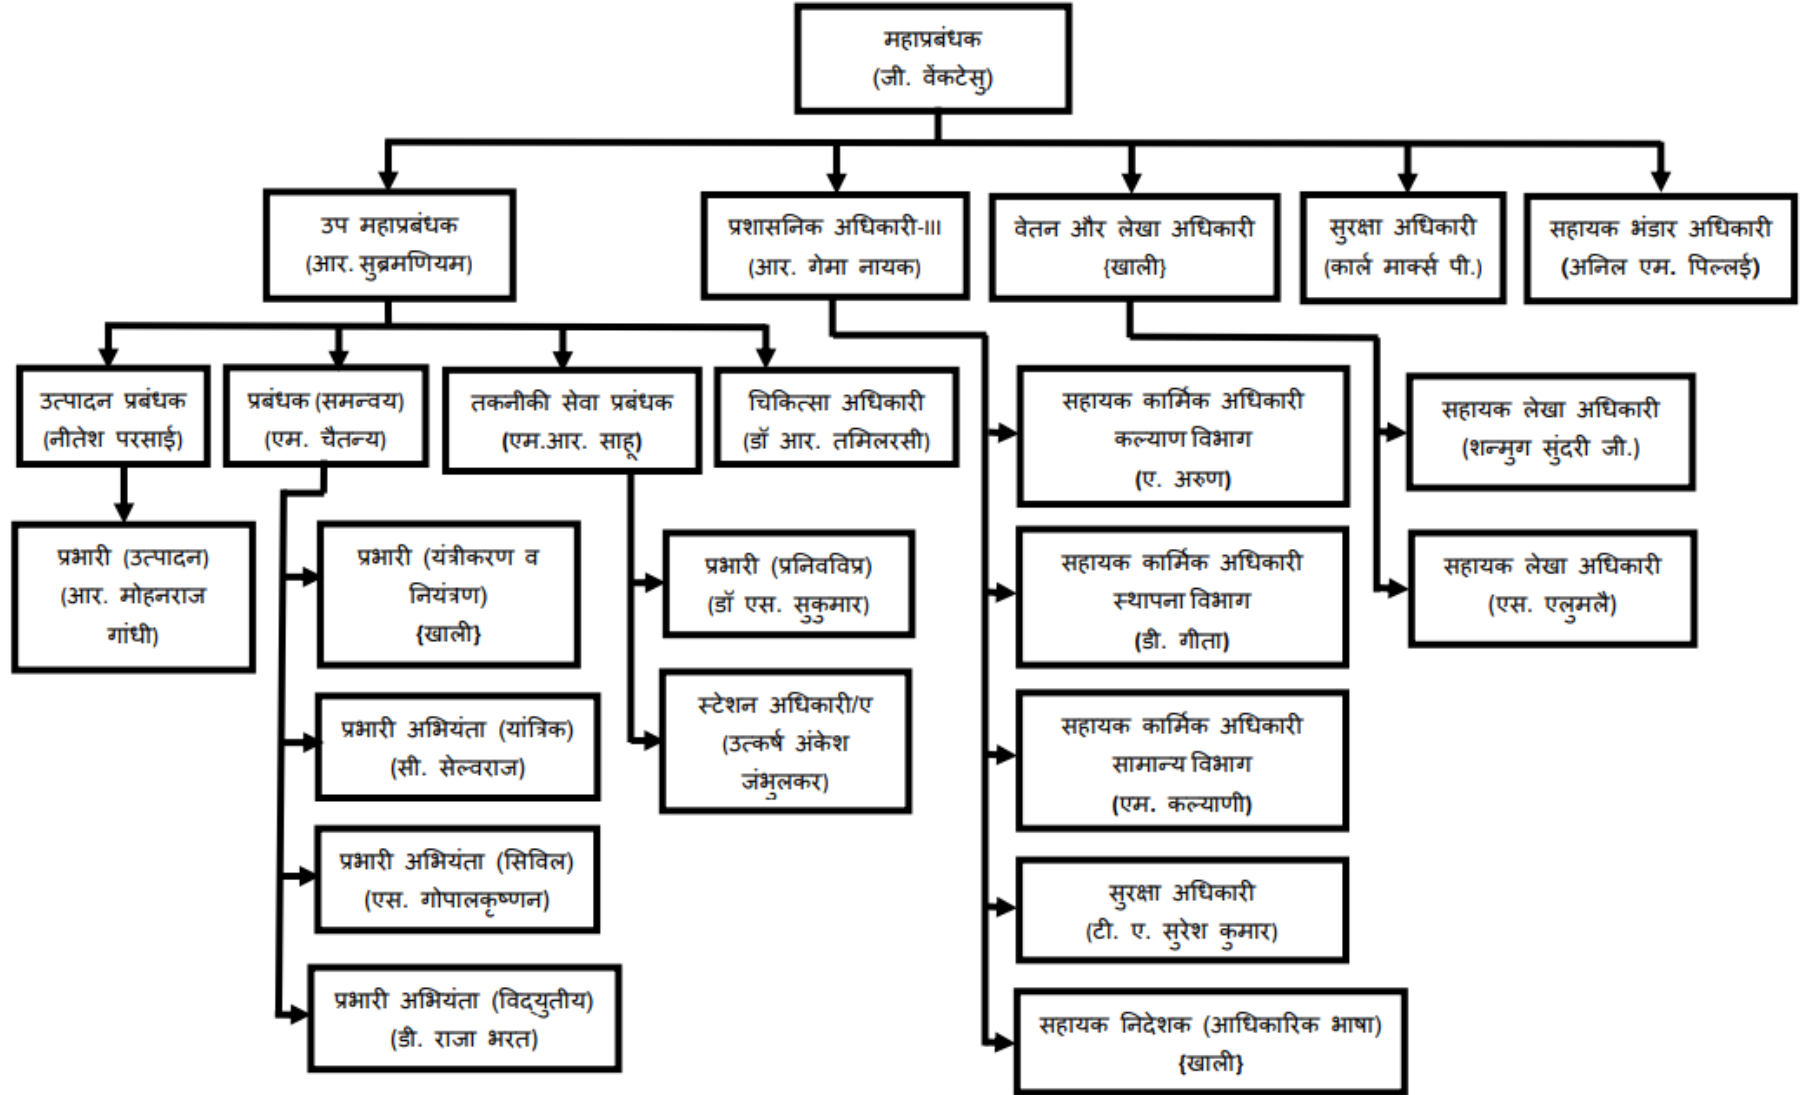 महाप्रबंधक
(जी. वेंकटेसु)
उप महाप्रबंधक
(आर. सुब्रमणियम)
प्रशासनिक अधिकारी-III
(आर. गेमा नायक)
वेतन और लेखा अधिकारी
{खाली}
सुरक्षा अधिकारी
(कार्ल मार्क्स पी.)
सहायक भंडार अधिकारी
(अनिल एम. पिल्लई)
उत्पादन प्रबंधक
(नीतेश परसाई)
प्रबंधक (समन्वय)
(एम. चैतन्य)
तकनीकी सेवा प्रबंधक
(एम.आर. साहू)
चिकित्सा अधिकारी
(डॉ आर. तमिलरसी)
प्रभारी (उत्पादन)
(आर. मोहनराज
गांधी)
प्रभारी (यंत्रीकरण व
नियंत्रण)
{खाली}
प्रभारी अभियंता (यांत्रिक)
(सी. सेल्वराज)
प्रभारी अभियंता (सिविल)
(एस. गोपालकृष्णन)
प्रभारी अभियंता (विद्युतीय)
(डी. राजा भरत)
प्रभारी (प्रनिवविप्र)
(डॉ एस. सुकुमार)
स्टेशन अधिकारी/ए
(उत्कर्ष अंकेश
जंभुलकर)
सहायक कार्मिक अधिकारी
कल्याण विभाग
(ए. अरुण)
सहायक कार्मिक अधिकारी
स्थापना विभाग
(डी. गीता)
सहायक कार्मिक अधिकारी
सामान्य विभाग
(एम. कल्याणी)
सुरक्षा अधिकारी
(टी. ए. सुरेश कुमार)
सहायक निदेशक (आधिकारिक भाषा)
{खाली}
सहायक लेखा अधिकारी
(शन्मुग सुंदरी जी.)
सहायक लेखा अधिकारी
(एस. एलुमलै)